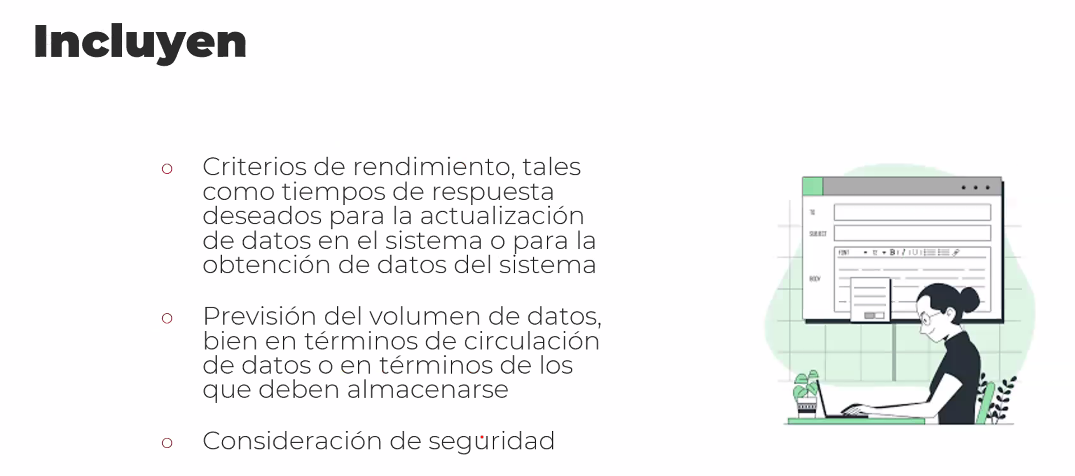 Incluyen
Criterios de rendimiento, tales
como tiempos de respuesta
deseados para la actualización
de datos en el sistema o para la
obtención de datos del sistema
Previsión del volumen de datos,
bien en términos de circulación
de datos o en términos de los
que deben almacenarse
Consideración de seguridad
TO
SUBJECT
FONT TT B I U
BODY